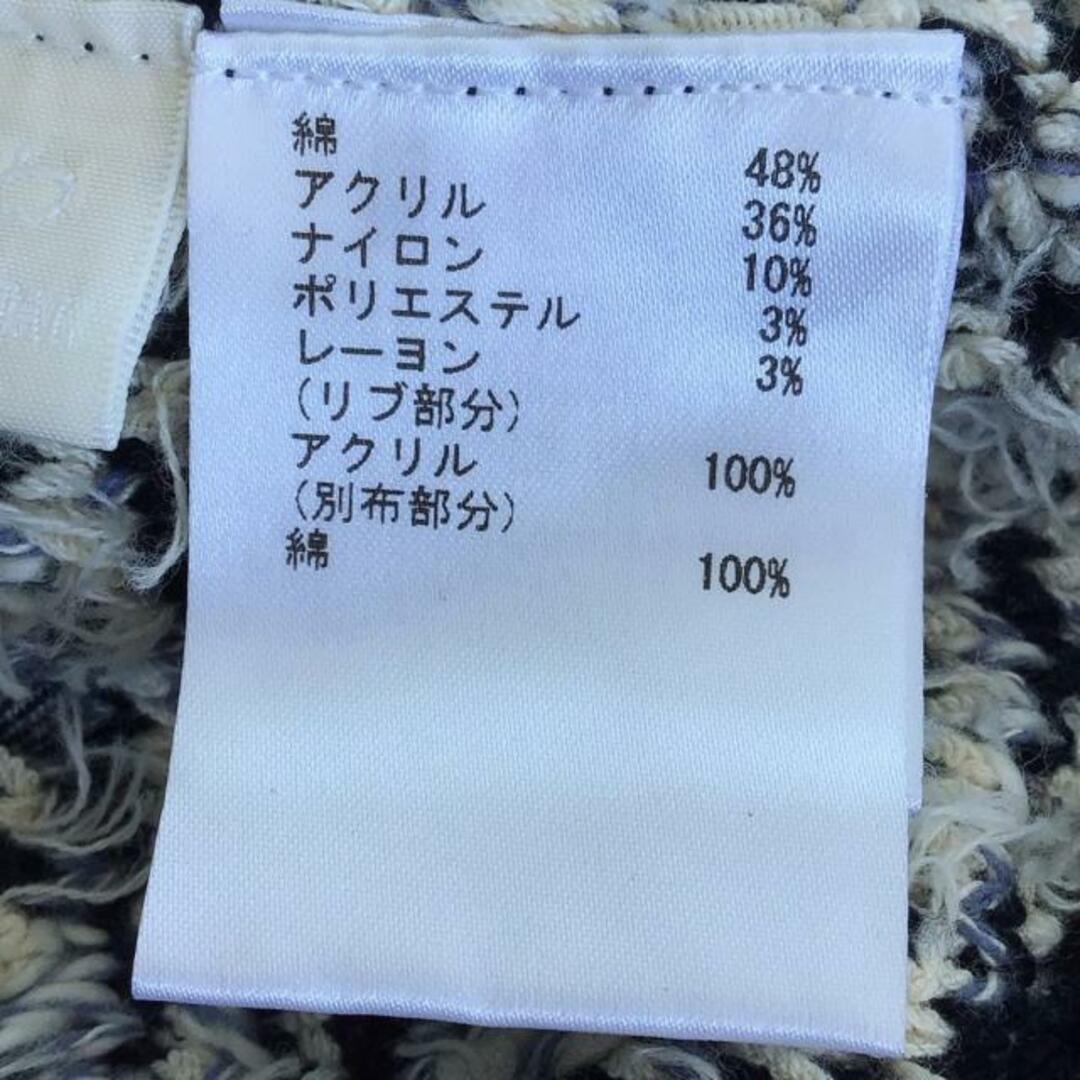 綿 48%
アクリル 36%
ナイロン 10%
ポリエステル 3%
レーヨン 3%
(リブ部分)
アクリル 100%
(別布部分)
綿 100%